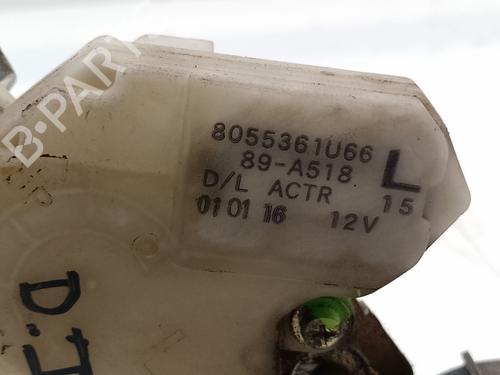 B-PARTS
8055361U66
89-A518
L
D/L ACTR
15
01 01 16 12V
D.I